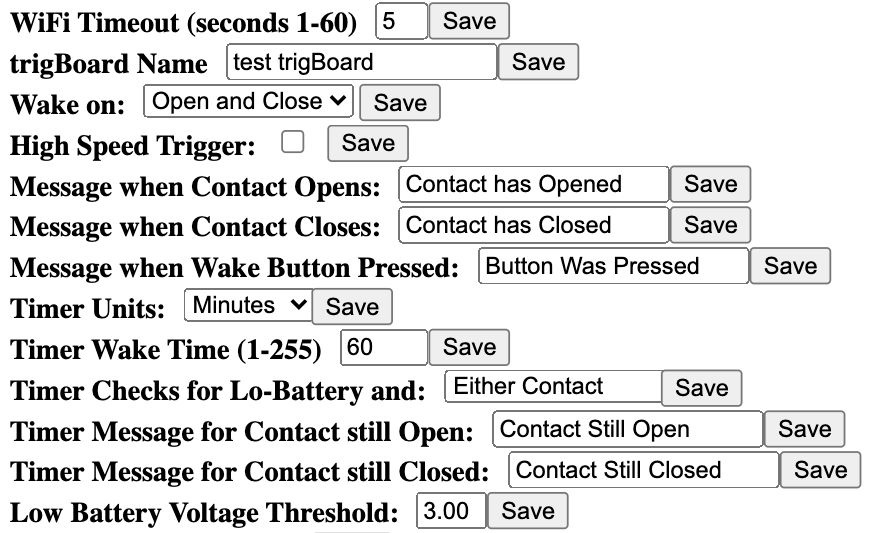 WiFi Timeout (seconds 1-60) 5 Save
trigBoard Name test trigBoard Save
Wake on: Open and Close Save
High Speed Trigger: Save
Message when Contact Opens: Contact has Opened Save
Message when Contact Closes: Contact has Closed Save
Message when Wake Button Pressed: Button Was Pressed Save
Timer Units: Minutes Save
Timer Wake Time (1-255) 60 Save
Timer Checks for Lo-Battery and: Either Contact Save
Timer Message for Contact still Open: Contact Still Open Save
Timer Message for Contact still Closed: Contact Still Closed Save
Low Battery Voltage Threshold: 3.00 Save